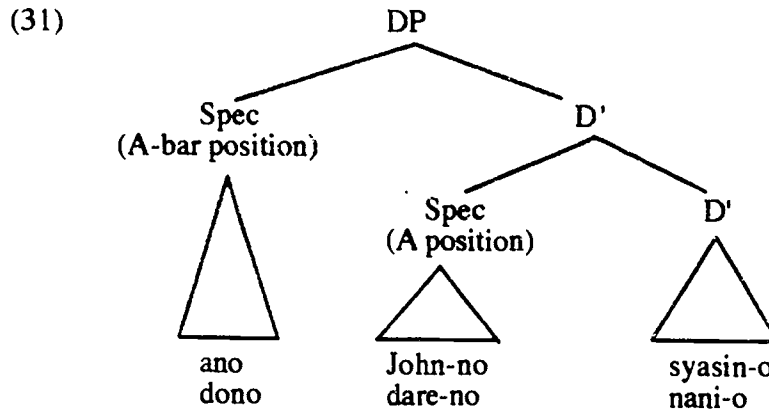 (31) DP
Spec D'
(A-bar position)
Spec D'
(A position)
ano John-no syasin-o
dono dare-no nani-o